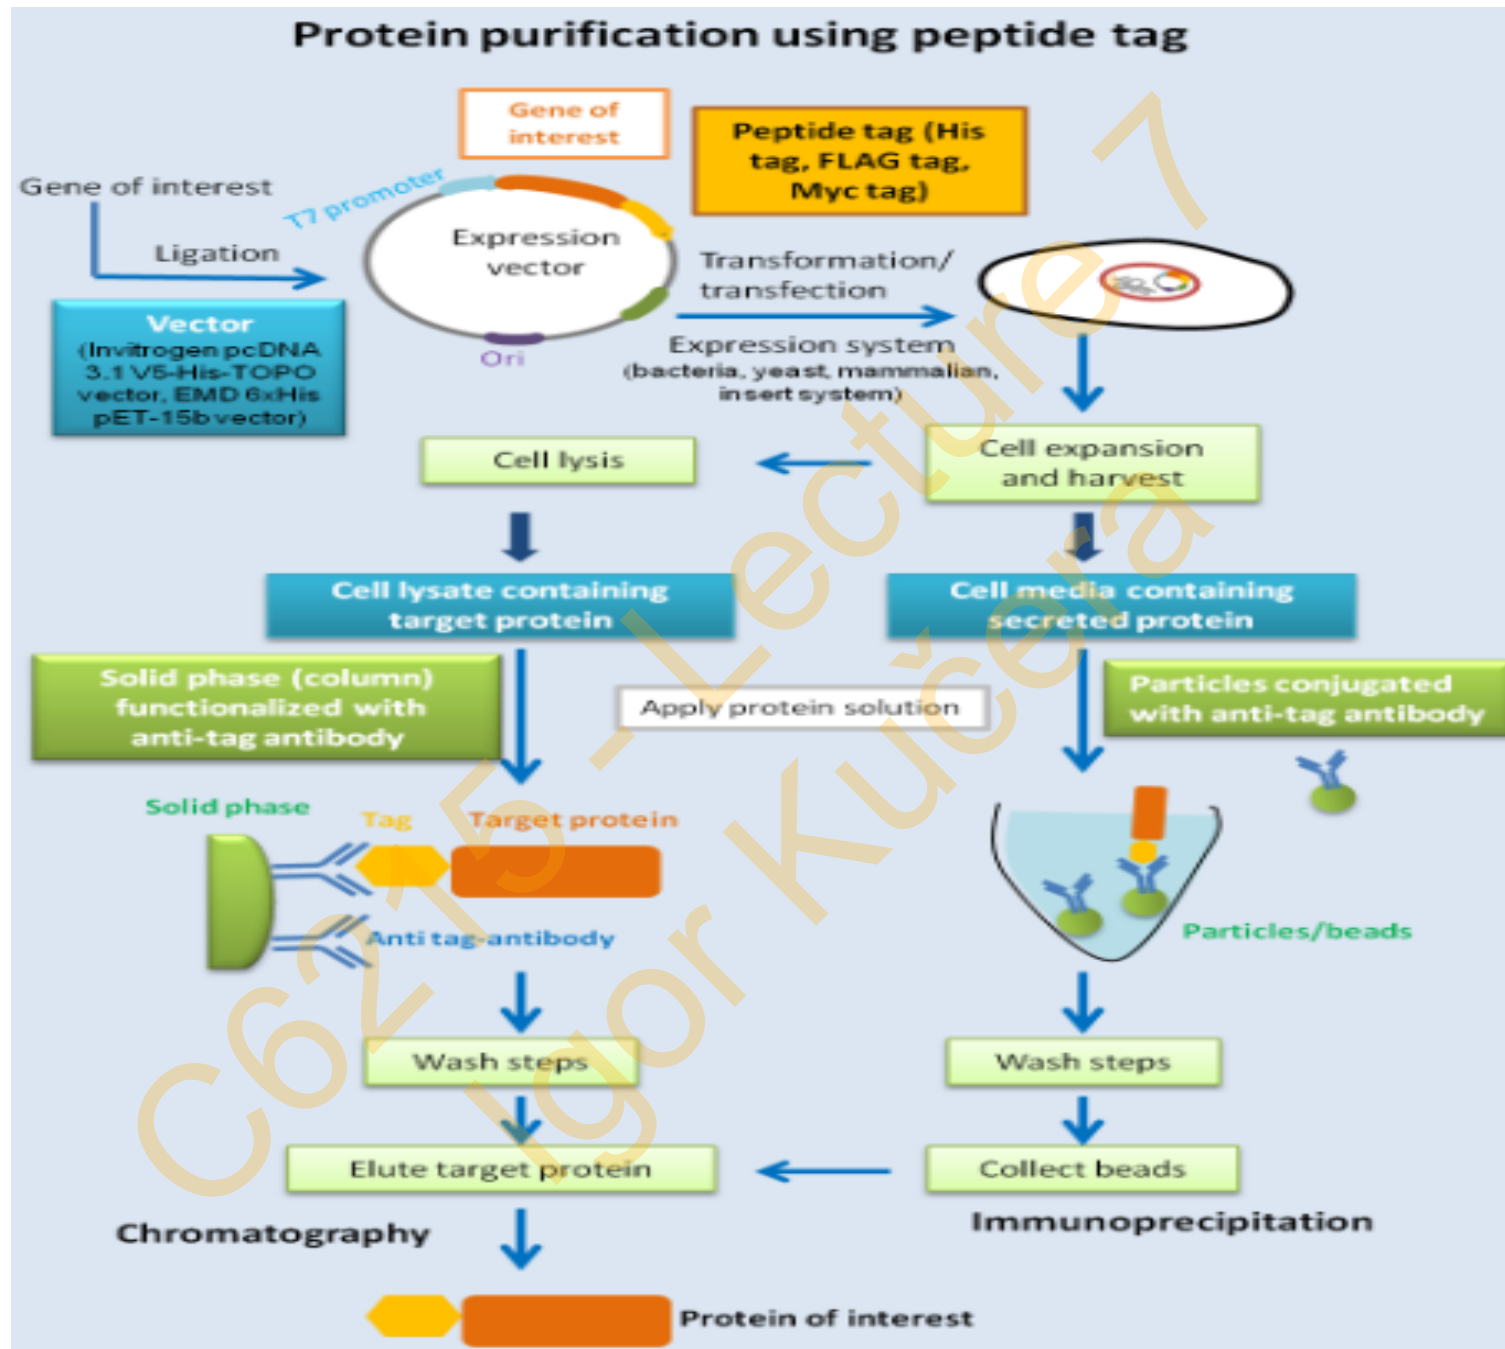 Protein purification using peptide tag
Gene of
interest
Peptide tag (His
tag, FLAG tag,
Myc tag)
Gene of interest
T7 promoter
Ligation
Expression
vector
Transformation/
transfection
Vector
(Invitrogen pcDNA
3.1 V5-His-TOPO
vector, EMD 6xHis
pET-15b vector)
Ori
Expression system
(bacteria, yeast, mammalian,
insert system)
Cell lysis
Cell expansion
and harvest
Cell lysate containing
target protein
Cell media containing
secreted protein
Solid phase (column)
functionalized with
anti-tag antibody
Apply protein solution
Particles conjugated
with anti-tag antibody
Solid phase
Tag
Target protein
Anti tag-antibody
Particles/beads
Wash steps
Wash steps
Elute target protein
Collect beads
Chromatography
Immunoprecipitation
Protein of interest
C6215 - Lecture 7
Igor Kučera